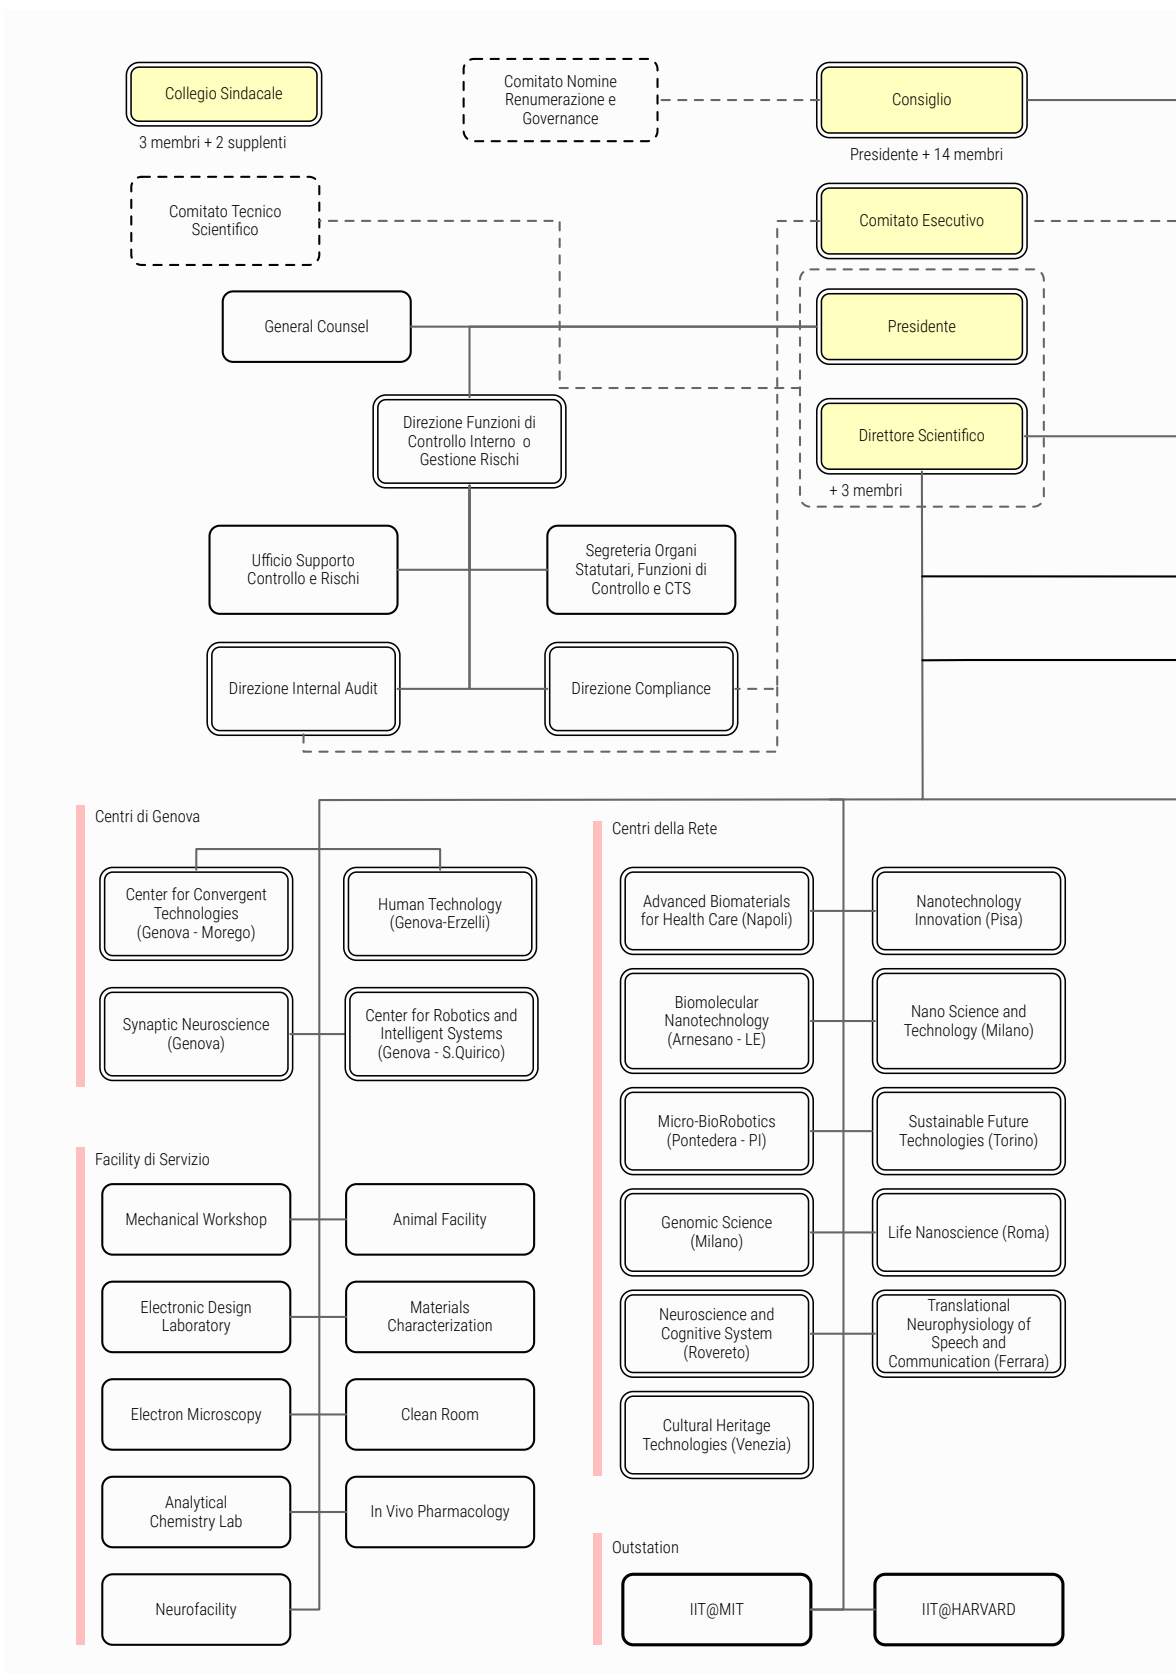 Collegio Sindacale
3 membri + 2 supplenti
Comitato Nomine
Renumerazione e
Governance
Consiglio
Presidente + 14 membri
Comitato Tecnico
Scientifico
Comitato Esecutivo
General Counsel
Presidente
Direzione Funzioni di
Controllo Interno o
Gestione Rischi
Direttore Scientifico
+ 3 membri
Ufficio Supporto
Controllo e Rischi
Segreteria Organi
Statutari, Funzioni di
Controllo e CTS
Direzione Internal Audit
Direzione Compliance
Centri di Genova
Center for Convergent
Technologies
(Genova - Morego)
Human Technology
(Genova-Erzelli)
Synaptic Neuroscience
(Genova)
Center for Robotics and
Intelligent Systems
(Genova - S.Quirico)
Facility di Servizio
Mechanical Workshop
Animal Facility
Electronic Design
Laboratory
Materials
Characterization
Electron Microscopy
Clean Room
Analytical
Chemistry Lab
In Vivo Pharmacology
Neurofacility
Centri della Rete
Advanced Biomaterials
for Health Care (Napoli)
Nanotechnology
Innovation (Pisa)
Biomolecular
Nanotechnology
(Arnesano - LE)
Nano Science and
Technology (Milano)
Micro-BioRobotics
(Pontedera - PI)
Sustainable Future
Technologies (Torino)
Genomic Science
(Milano)
Life Nanoscience (Roma)
Neuroscience and
Cognitive System
(Rovereto)
Translational
Neurophysiology of
Speech and
Communication (Ferrara)
Cultural Heritage
Technologies (Venezia)
Outstation
IIT@MIT
IIT@HARVARD